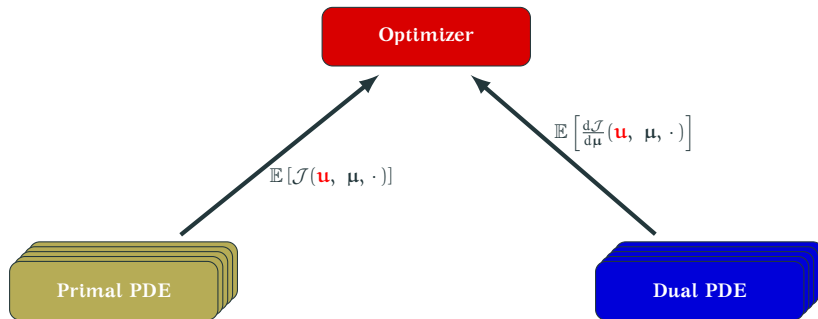 Optimizer
𝔼 [d𝒥/d𝛍 (𝐮, 𝛍, ·)]
𝔼 [𝒥(𝐮, 𝛍, ·)]
Primal PDE
Dual PDE